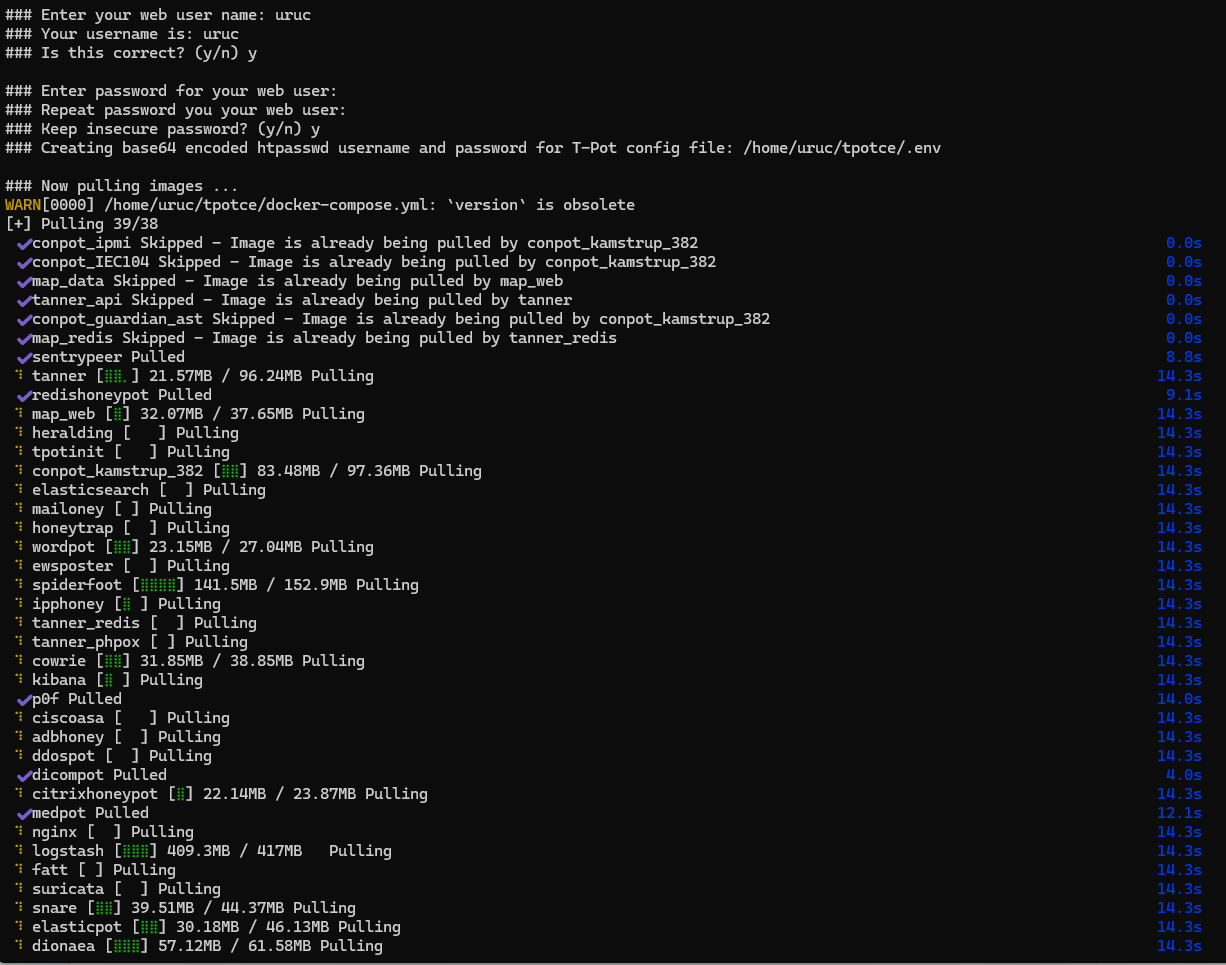 ### Enter your web user name: uruc
### Your username is: uruc
### Is this correct? (y/n) y
### Enter password for your web user:
### Repeat password you your web user:
### Keep insecure password? (y/n) y
### Creating base64 encoded htpasswd username and password for T-Pot config file: /home/uruc/tpotce/.env
### Now pulling images ...
WARN[0000] /home/uruc/tpotce/docker-compose.yml: `version` is obsolete
[+] Pulling 39/38
✔conpot_ipmi Skipped - Image is already being pulled by conpot_kamstrup_382 0.0s
✔conpot_IEC104 Skipped - Image is already being pulled by conpot_kamstrup_382 0.0s
✔map_data Skipped - Image is already being pulled by map_web 0.0s
✔tanner_api Skipped - Image is already being pulled by tanner 0.0s
✔conpot_guardian_ast Skipped - Image is already being pulled by conpot_kamstrup_382 0.0s
✔map_redis Skipped - Image is already being pulled by tanner_redis 0.0s
✔sentrypeer Pulled 8.8s
⠹ tanner [⣿⣿⡀] 21.57MB / 96.24MB Pulling 14.3s
✔redishoneypot Pulled 9.1s
⠹ map_web [⣿] 32.07MB / 37.65MB Pulling 14.3s
⠹ heralding [   ] Pulling 14.3s
⠹ tpotinit [   ] Pulling 14.3s
⠹ conpot_kamstrup_382 [⣿⣿] 83.48MB / 97.36MB Pulling 14.3s
⠹ elasticsearch [  ] Pulling 14.3s
⠹ mailoney [ ] Pulling 14.3s
⠹ honeytrap [  ] Pulling 14.3s
⠹ wordpot [⣿⣿] 23.15MB / 27.04MB Pulling 14.3s
⠹ ewsposter [  ] Pulling 14.3s
⠹ spiderfoot [⣿⣿⣿⣿] 141.5MB / 152.9MB Pulling 14.3s
⠹ ipphoney [⣿ ] Pulling 14.3s
⠹ tanner_redis [  ] Pulling 14.3s
⠹ tanner_phpox [ ] Pulling 14.3s
⠹ cowrie [⣿⣿] 31.85MB / 38.85MB Pulling 14.3s
⠹ kibana [⣿ ] Pulling 14.3s
✔p0f Pulled 14.0s
⠹ ciscoasa [   ] Pulling 14.3s
⠹ adbhoney [  ] Pulling 14.3s
⠹ ddospot [  ] Pulling 14.3s
✔dicompot Pulled 4.0s
⠹ citrixhoneypot [⣿] 22.14MB / 23.87MB Pulling 14.3s
✔medpot Pulled 12.1s
⠹ nginx [  ] Pulling 14.3s
⠹ logstash [⣿⣿⣿] 409.3MB / 417MB   Pulling 14.3s
⠹ fatt [ ] Pulling 14.3s
⠹ suricata [  ] Pulling 14.3s
⠹ snare [⣿⣿] 39.51MB / 44.37MB Pulling 14.3s
⠹ elasticpot [⣿⣿] 30.18MB / 46.13MB Pulling 14.3s
⠹ dionaea [⣿⣿⣿] 57.12MB / 61.58MB Pulling 14.3s